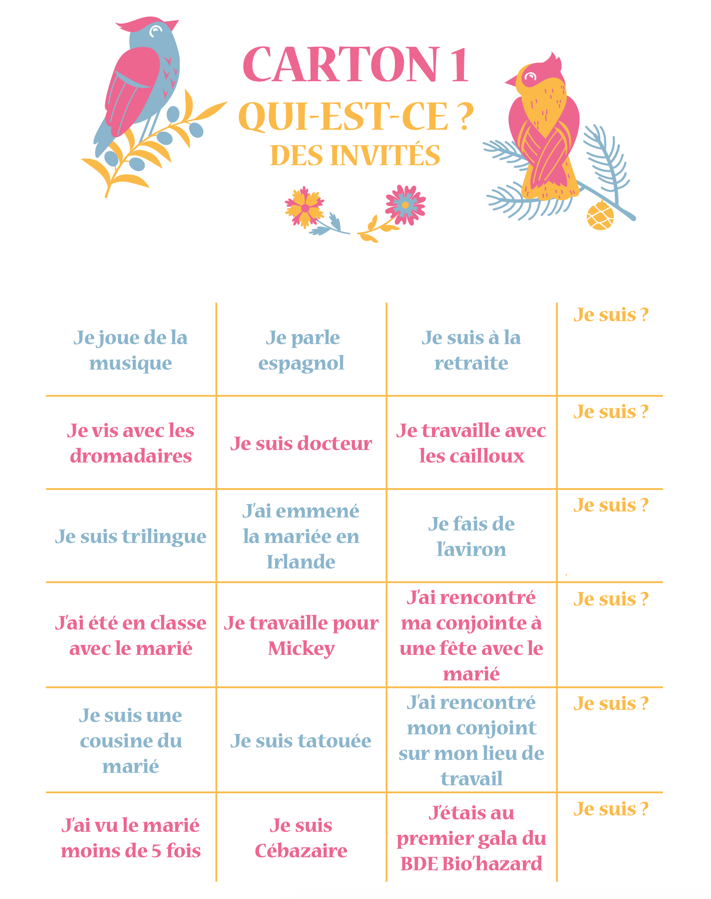 CARTON 1
QUI-EST-CE ?
DES INVITÉS
Je joue de la
musique
Je parle
espagnol
Je suis à la
retraite
Je suis ?
Je vis avec les
dromadaires
Je suis docteur
Je travaille avec
les cailloux
Je suis ?
Je suis trilingue
J'ai emmené
la mariée en
Irlande
Je fais de
l'aviron
Je suis ?
J'ai été en classe
avec le marié
Je travaille pour
Mickey
J'ai rencontré
ma conjointe à
une fête avec le
marié
Je suis ?
Je suis une
cousine du
marié
Je suis tatouée
J'ai rencontré
mon conjoint
sur mon lieu de
travail
Je suis ?
J'ai vu le marié
moins de 5 fois
Je suis
Cébazaire
J'étais au
premier gala du
BDE Bio'hazard
Je suis ?